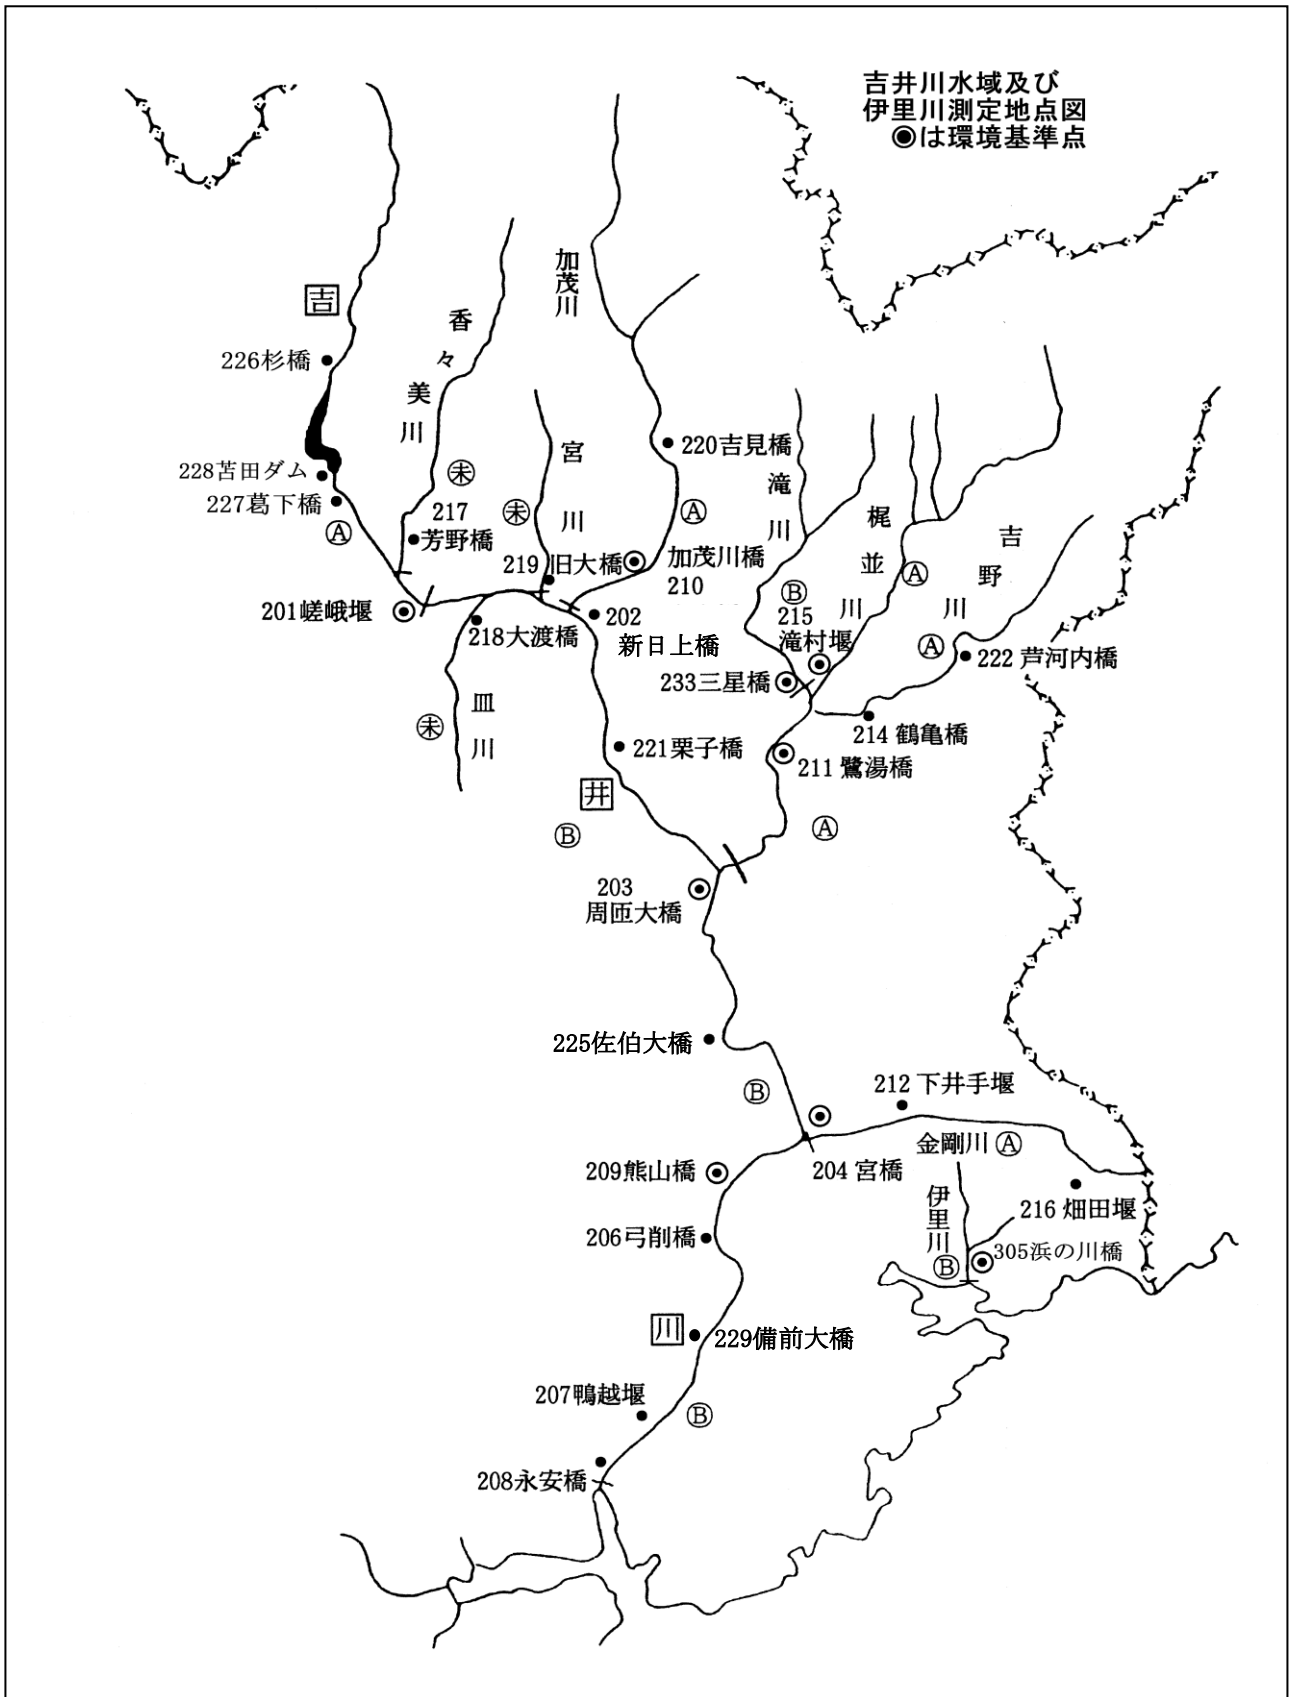 吉井川水域及び
伊里川測定地点図
◉は環境基準点
吉
加茂川
香々美川
226杉橋
宮川
220吉見橋
228苫田ダム
227葛下橋
Ⓐ
未
217
芳野橋
未
219 旧大橋
Ⓐ
加茂川橋
210
滝川
Ⓑ
215
滝村堰
梶並川
Ⓐ
吉野川
Ⓐ
222 芦河内橋
201嵯峨堰
218大渡橋
202
新日上橋
233三星橋
214 鶴亀橋
皿川
未
221栗子橋
211 鷺湯橋
井
Ⓑ
Ⓐ
203
周匝大橋
225佐伯大橋
Ⓑ
212 下井手堰
金剛川 Ⓐ
204 宮橋
209熊山橋
216 畑田堰
伊里川
Ⓑ
305浜の川橋
206弓削橋
川
229備前大橋
207鴨越堰
Ⓑ
208永安橋